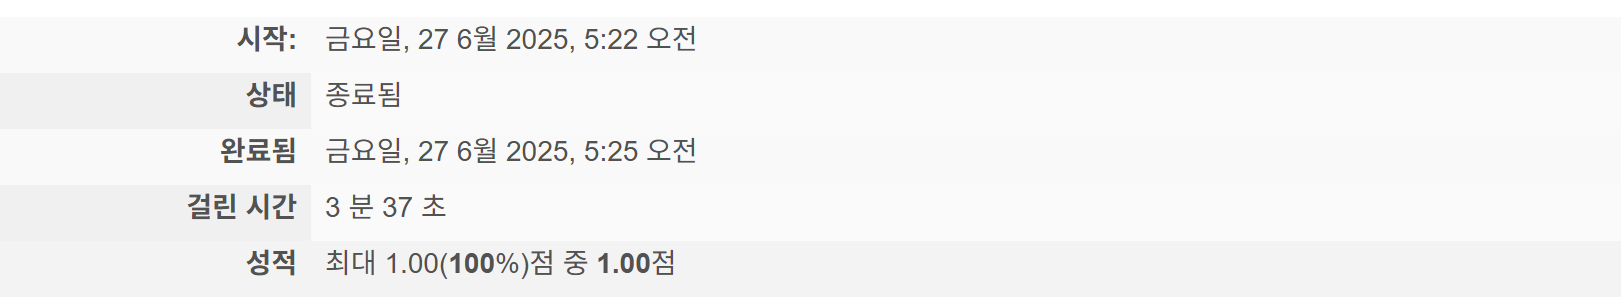 시작: 금요일, 27 6월 2025, 5:22 오전
상태 종료됨
완료됨 금요일, 27 6월 2025, 5:25 오전
걸린 시간 3 분 37 초
성적 최대 1.00(100%)점 중 1.00점